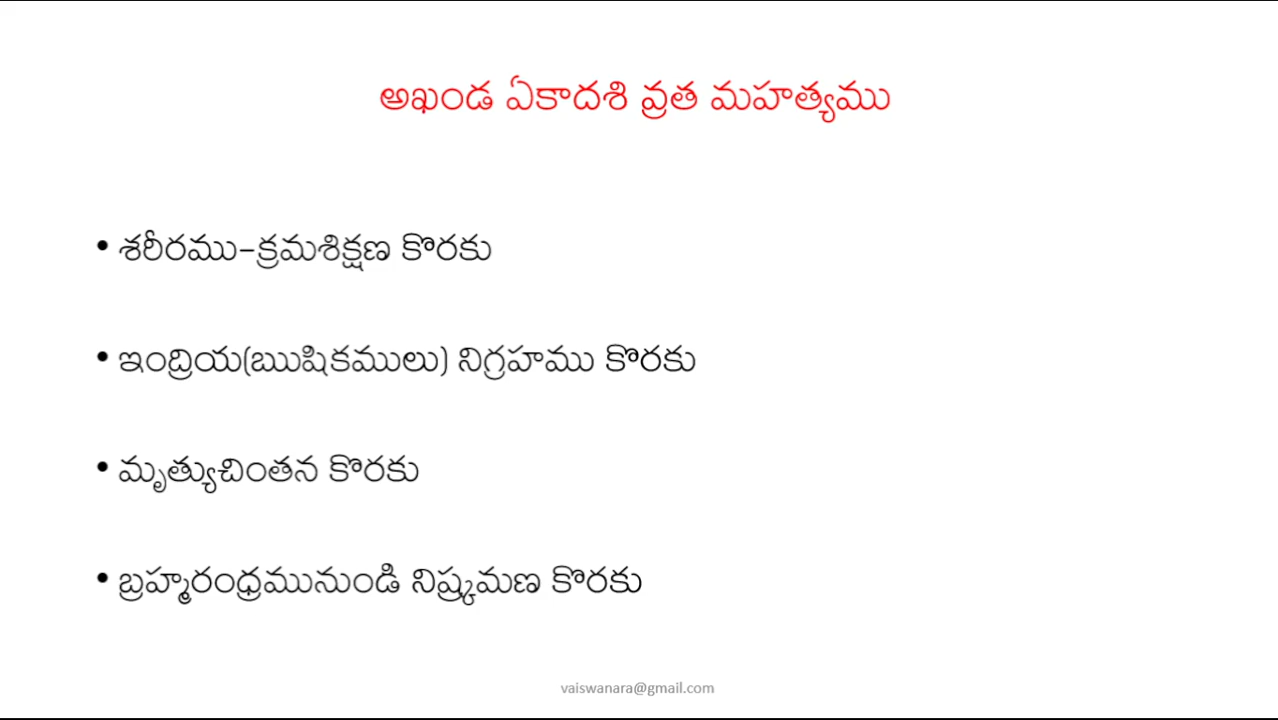 అఖండ ఏకాదశి వ్రత మహత్యము
• శరీరము-క్రమశిక్షణ కొరకు
• ఇంద్రియ(ఋషికములు) నిగ్రహము కొరకు
• మృత్యుచింతన కొరకు
• బ్రహ్మరంధ్రమునుండి నిష్క్రమణ కొరకు
vaiswanara@gmail.com